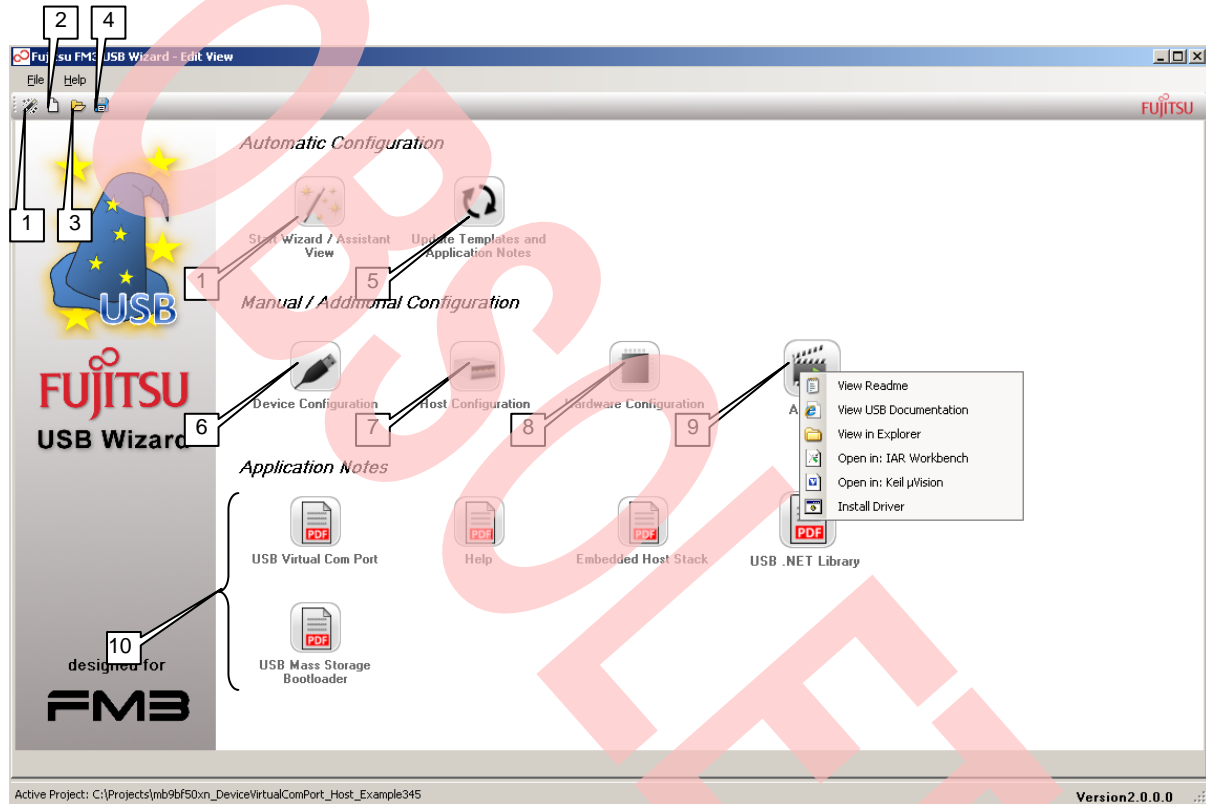 2 4
Fujitsu FM3 USB Wizard - Edit View
File Help
FUJITSU
Automatic Configuration
1 3
Start Wizard / Assistant View
Update Templates and Application Notes
1 5
USB
Manual / Additional Configuration
FUJITSU
USB Wizard
Device Configuration
Host Configuration
Hardware Configuration
6 7 8 9
View Readme
View USB Documentation
View in Explorer
Open in: IAR Workbench
Open in: Keil µVision
Install Driver
Application Notes
PDF PDF PDF PDF
USB Virtual Com Port
Help
Embedded Host Stack
USB .NET Library
10
PDF
USB Mass Storage Bootloader
designed for
FM3
Active Project: C:\Projects\mb9bf50xn_DeviceVirtualComPort_Host_Example345
Version2.0.0.0